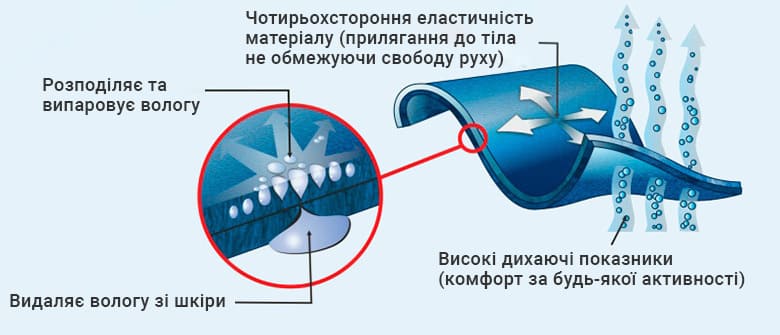 Чотирьохстороння еластичність
матеріалу (прилягання до тіла
не обмежуючи свободу руху)
Розподіляє та
випаровує вологу
Високі дихаючі показники
(комфорт за будь-якої активності)
Видаляє вологу зі шкіри